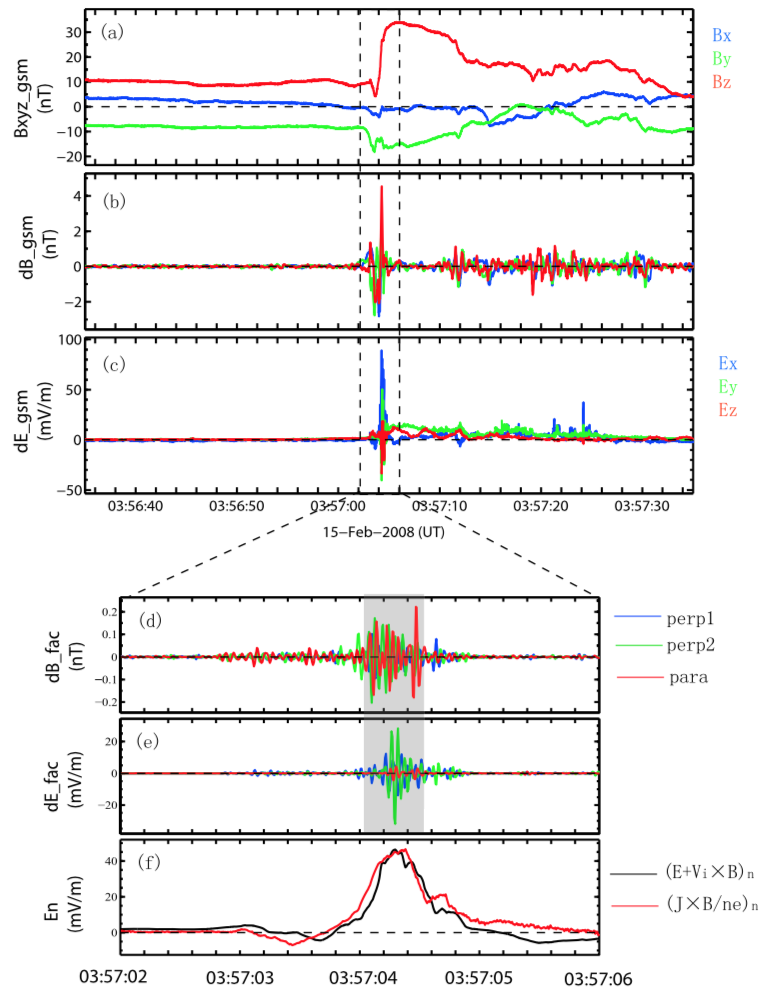 (a)
Bxyz_gsm
(nT)
30
20
10
0
−10
−20
Bx
By
Bz
(b)
dB_gsm
(nT)
4
2
0
−2
(c)
dE_gsm
(mV/m)
100
50
0
−50
Ex
Ey
Ez
03:56:40
03:56:50
03:57:00
03:57:10
03:57:20
03:57:30
15−Feb−2008 (UT)
(d)
dB_fac
(nT)
0.2
0.1
0
−0.1
−0.2
perp1
perp2
para
(e)
dE_fac
(mV/m)
20
0
−20
(f)
En
(mV/m)
40
20
0
(E+Vi×B)n
(J×B/ne)n
03:57:02
03:57:03
03:57:04
03:57:05
03:57:06